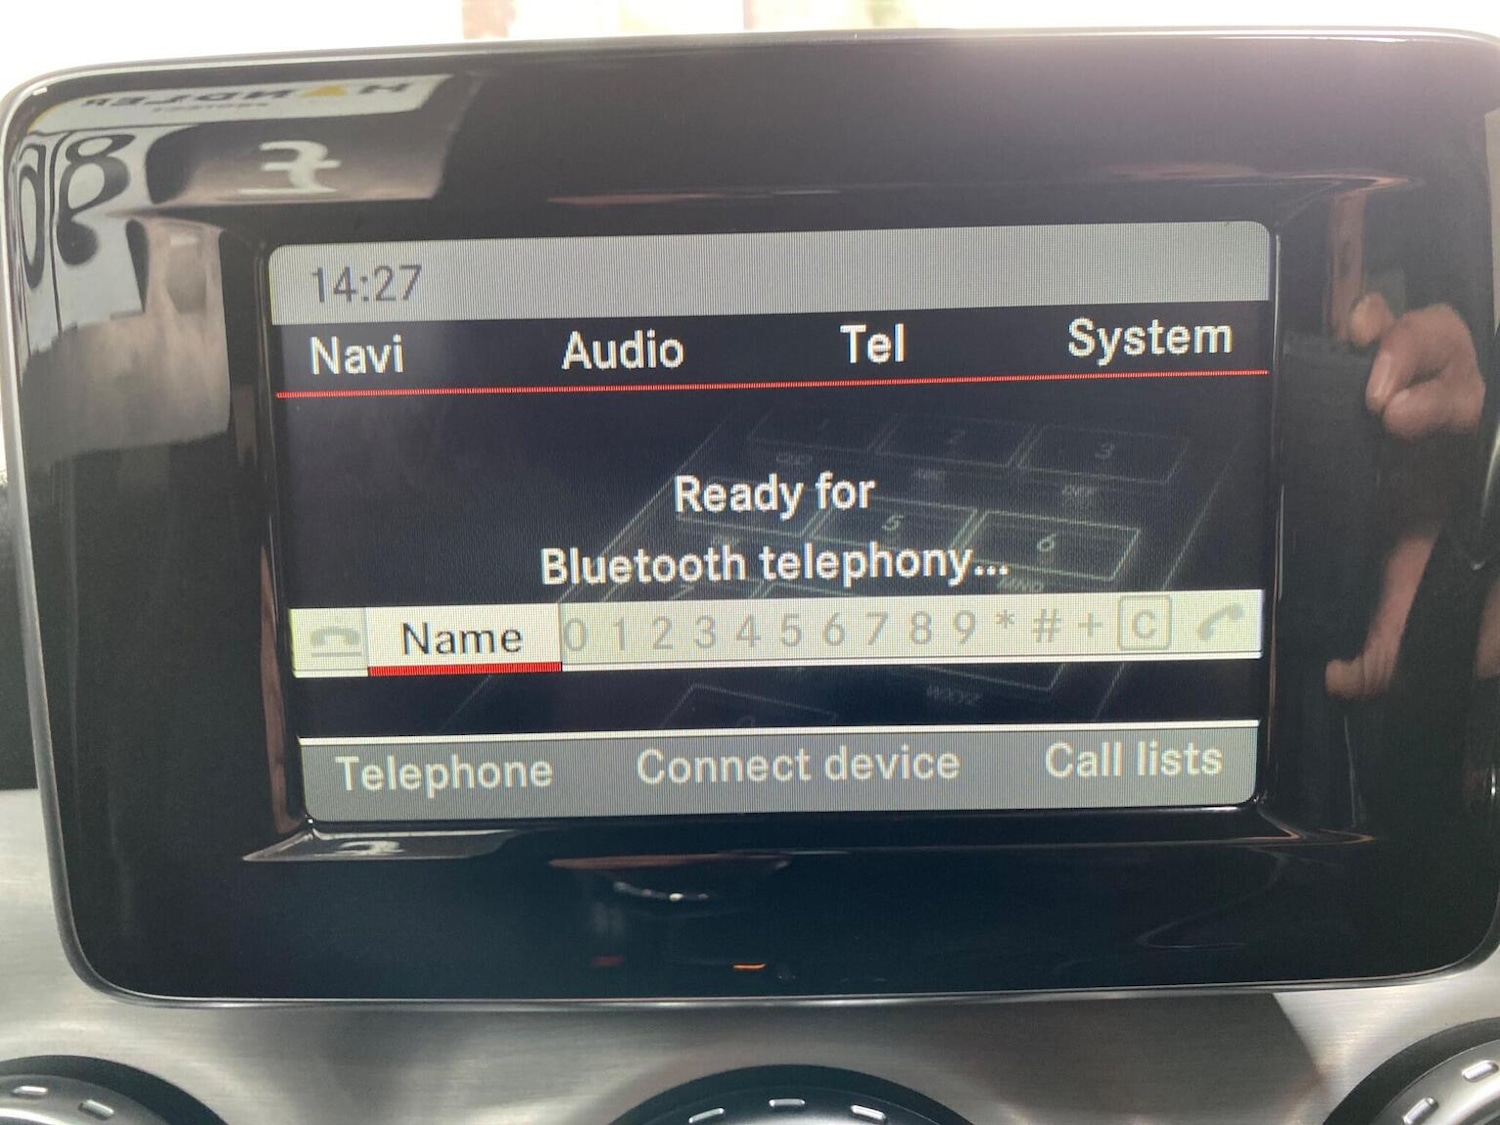 14:27
Navi Audio Tel System
Ready for
Bluetooth telephony...
Name 0 1 2 3 4 5 6 7 8 9 * # + C
Telephone Connect device Call lists